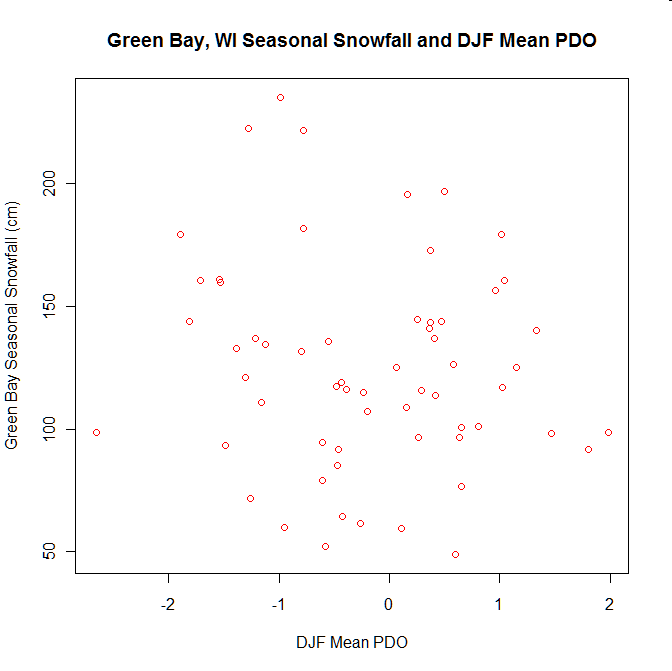 Green Bay, WI Seasonal Snowfall and DJF Mean PDO
Green Bay Seasonal Snowfall (cm)
200
150
100
50
-2 -1 0 1 2
DJF Mean PDO